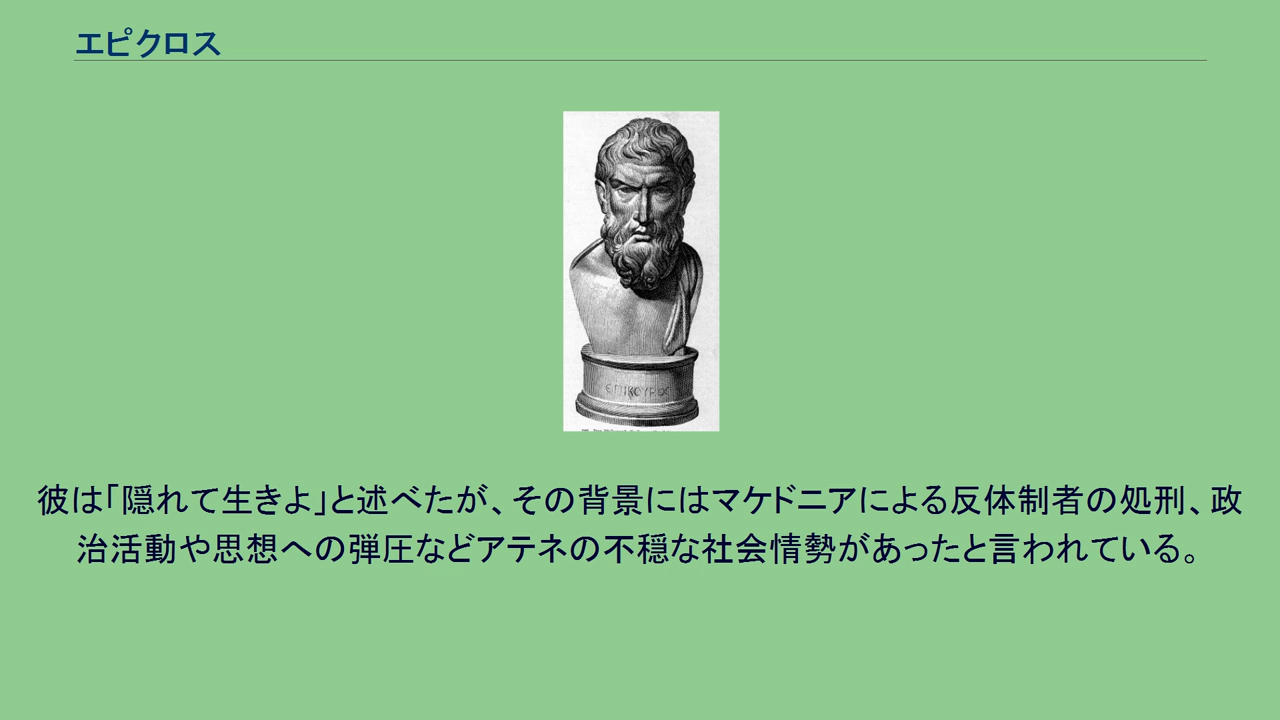 エピクロス
ΕΠΙΚΟΥΡΟΣ
彼は「隠れて生きよ」と述べたが、その背景にはマケドニアによる反体制者の処刑、政
治活動や思想への弾圧などアテネの不穏な社会情勢があったと言われている。